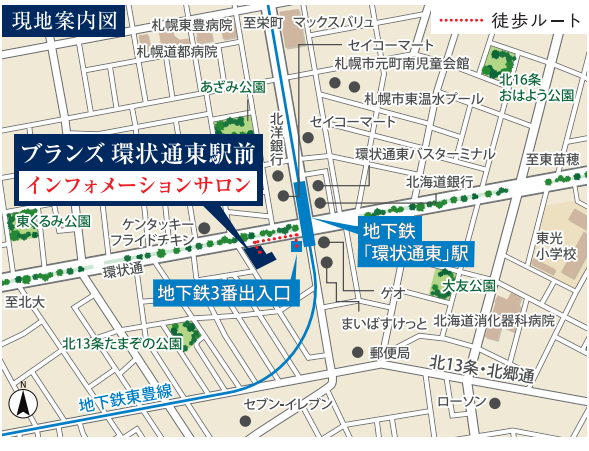 現地案内図
徒歩ルート
札幌東豊病院
至栄町
マックスバリュ
札幌道都病院
セイコーマート
札幌市元町南児童会館
北16条
おはよう公園
あざみ公園
札幌市東温水プール
北洋銀行
セイコーマート
ブランズ 環状通東駅前
インフォメーションサロン
環状通東バスターミナル
至東苗穂
北海道銀行
東くるみ公園
ケンタッキー
フライドチキン
地下鉄
「環状通東」駅
東光
小学校
環状通
至北大
地下鉄3番出入口
ゲオ
大友公園
まいばすけっと
北海道消化器科病院
北13条たまぞの公園
郵便局
北13条・北郷通
N
地下鉄東豊線
セブン-イレブン
ローソン